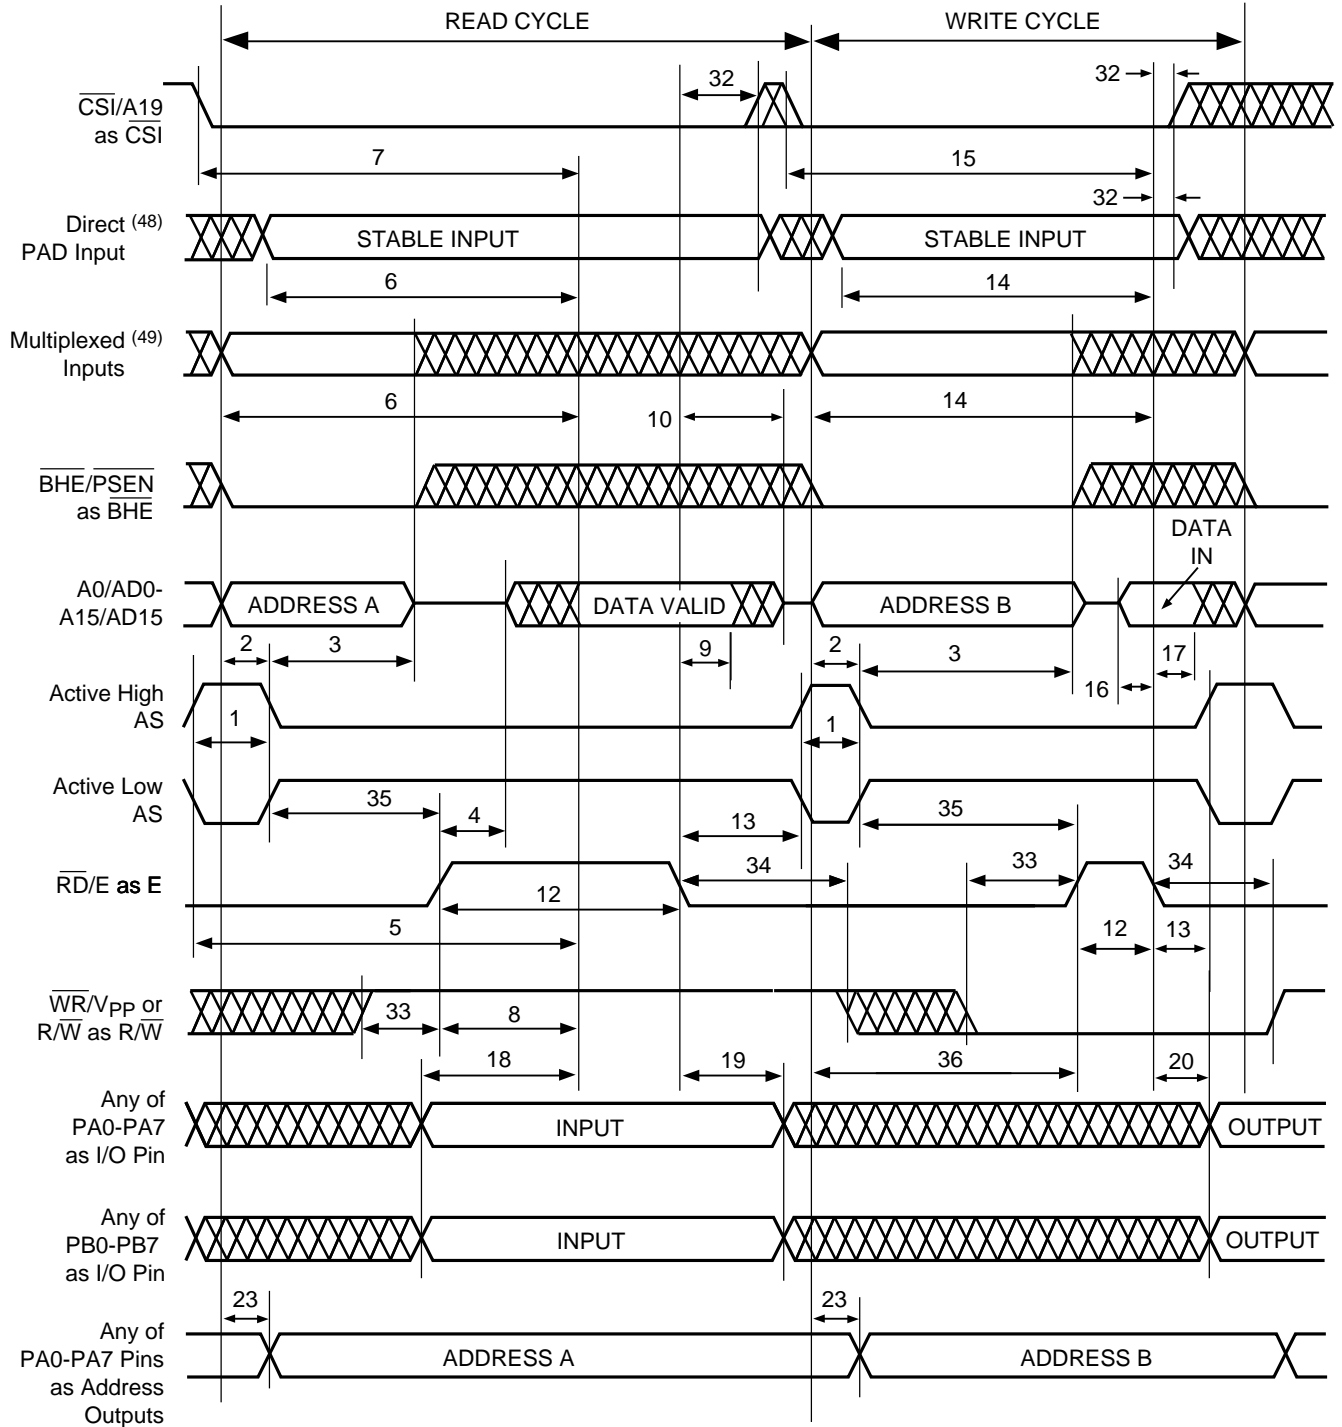 READ CYCLE
WRITE CYCLE
CSI/A19
as CSI
32
32
7
15
32
Direct (48)
PAD Input
STABLE INPUT
STABLE INPUT
6
14
Multiplexed (49)
Inputs
6
10
14
BHE/PSEN
as BHE
DATA
IN
A0/AD0-
A15/AD15
ADDRESS A
DATA VALID
ADDRESS B
2
3
9
2
3
17
16
Active High
AS
1
1
Active Low
AS
35
4
13
35
RD/E as E
34
33
34
12
5
12
13
WR/VPP or
R/W as R/W
33
8
18
19
36
20
Any of
PA0-PA7
as I/O Pin
INPUT
OUTPUT
Any of
PB0-PB7
as I/O Pin
INPUT
OUTPUT
23
23
Any of
PA0-PA7 Pins
as Address
Outputs
ADDRESS A
ADDRESS B